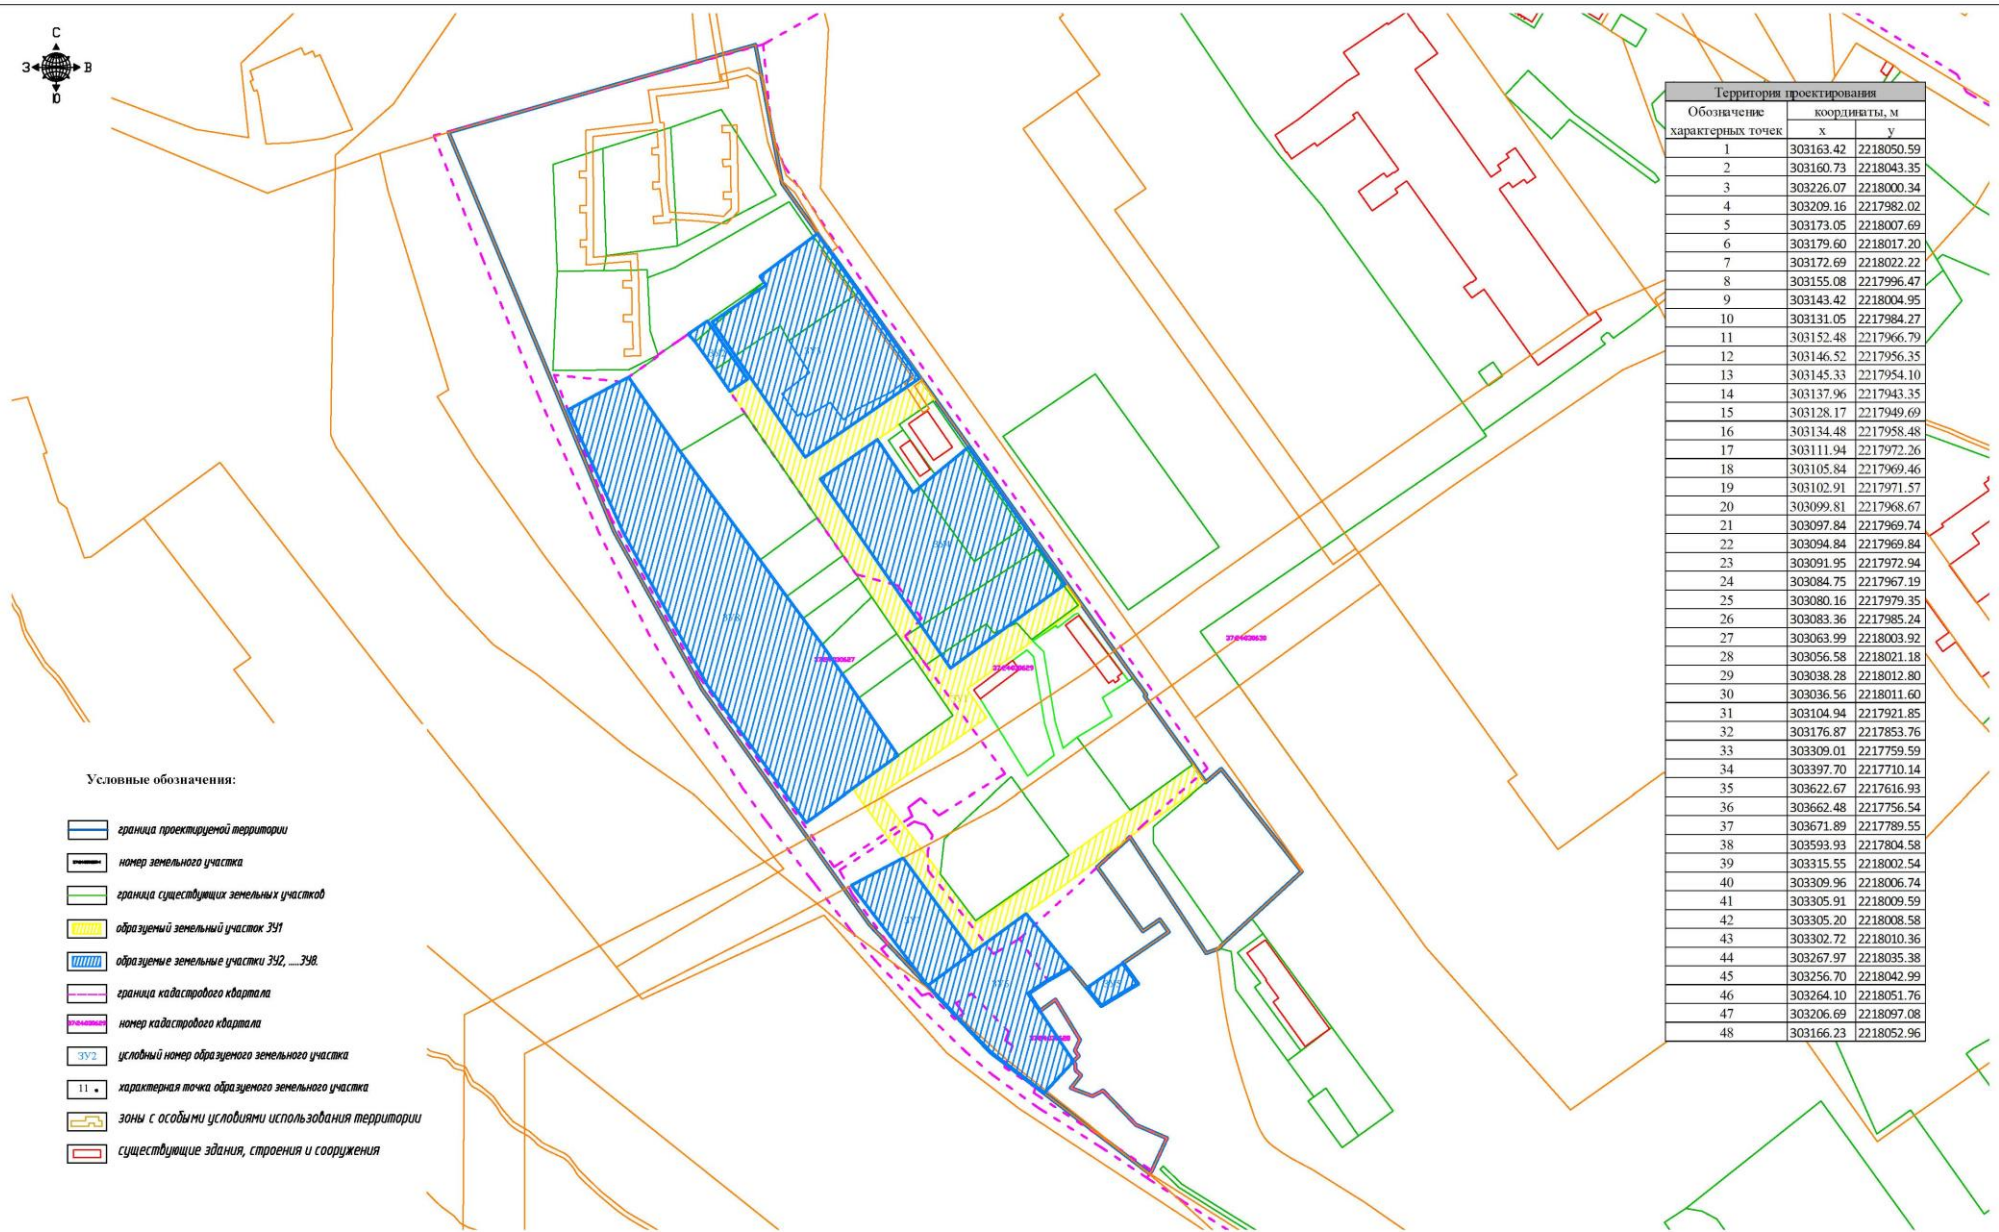 С
З В
Ю
Территория проектирования
Обозначение характерных точек координаты, м
x y
1 303163.42 2218050.59
2 303160.73 2218043.35
3 303226.07 2218000.34
4 303209.16 2217982.02
5 303173.05 2218007.69
6 303179.60 2218017.20
7 303172.69 2218022.22
8 303155.08 2217996.47
9 303143.42 2218004.95
10 303131.05 2217984.27
11 303152.48 2217966.79
12 303146.52 2217956.35
13 303145.33 2217954.10
14 303137.96 2217943.35
15 303128.17 2217949.69
16 303134.48 2217958.48
17 303111.94 2217972.26
18 303105.84 2217969.46
19 303102.91 2217971.57
20 303099.81 2217968.67
21 303097.84 2217969.74
22 303094.84 2217969.84
23 303091.95 2217972.94
24 303084.75 2217967.19
25 303080.16 2217979.35
26 303083.36 2217985.24
27 303063.99 2218003.92
28 303056.58 2218021.18
29 303038.28 2218012.80
30 303036.56 2218011.60
31 303104.94 2217921.85
32 303176.87 2217853.76
33 303309.01 2217759.59
34 303397.70 2217710.14
35 303622.67 2217616.93
36 303662.48 2217756.54
37 303671.89 2217789.55
38 303593.93 2217804.58
39 303315.55 2218002.54
40 303309.96 2218006.74
41 303305.91 2218009.59
42 303305.20 2218008.58
43 303302.72 2218010.36
44 303267.97 2218035.38
45 303256.70 2218042.99
46 303264.10 2218051.76
47 303206.69 2218097.08
48 303166.23 2218052.96
ЗУ2
ЗУ3
ЗУ4
ЗУ8
ЗУ1
ЗУ7
ЗУ6
ЗУ5
Условные обозначения:
граница проектируемой территории
номер земельного участка
граница существующих земельных участков
образуемый земельный участок ЗУ1
образуемые земельные участки ЗУ2, .....ЗУ8.
граница кадастрового квартала
номер кадастрового квартала
ЗУ2 условный номер образуемого земельного участка
11 характерная точка образуемого земельного участка
зоны с особыми условиями использования территории
существующие здания, строения и сооружения